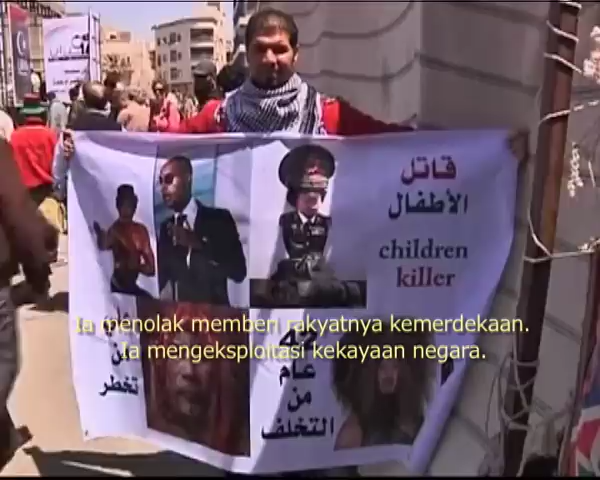 قاتل
الأطفال
children
killer
Ia menolak memberi rakyatnya kemerdekaan.
Ia mengeksploitasi kekayaan negara.
42
عام
من
التخلف
تخطر